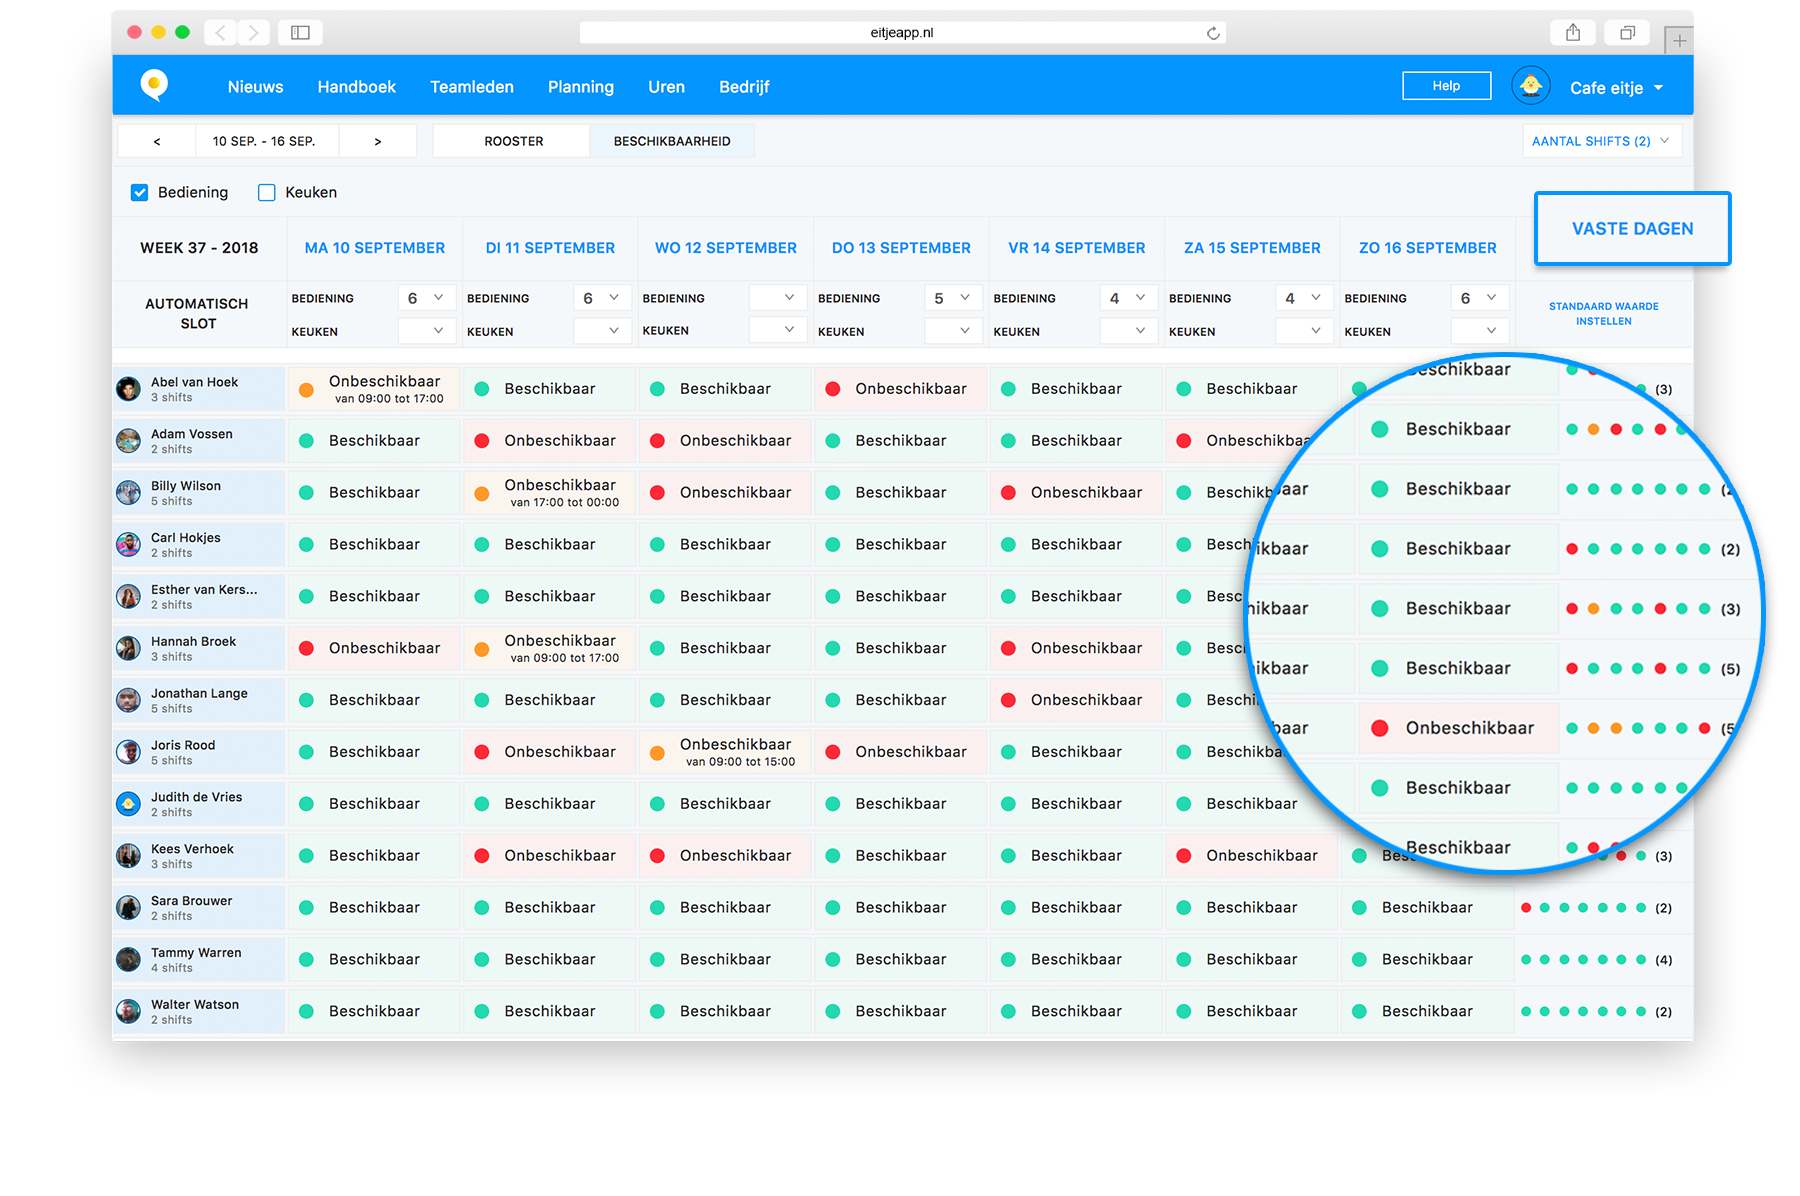 eitjeapp.nl
Nieuws Handboek Teamleden Planning Uren Bedrijf Help Cafe eitje
< 10 SEP. - 16 SEP. > ROOSTER BESCHIKBAARHEID AANTAL SHIFTS (2)
Bediening Keuken
VASTE DAGEN
WEEK 37 - 2018 MA 10 SEPTEMBER DI 11 SEPTEMBER WO 12 SEPTEMBER DO 13 SEPTEMBER VR 14 SEPTEMBER ZA 15 SEPTEMBER ZO 16 SEPTEMBER
AUTOMATISCH SLOT
BEDIENING 6 BEDIENING 6 BEDIENING BEDIENING 5 BEDIENING 4 BEDIENING 4 BEDIENING 6
KEUKEN KEUKEN KEUKEN KEUKEN KEUKEN KEUKEN KEUKEN
STANDAARD WAARDE
INSTELLEN
Abel van Hoek
3 shifts
Onbeschikbaar
van 09:00 tot 17:00
Beschikbaar Beschikbaar Onbeschikbaar Beschikbaar Beschikbaar (3)
Adam Vossen
2 shifts
Beschikbaar Onbeschikbaar Onbeschikbaar Beschikbaar Beschikbaar
Billy Wilson
5 shifts
Beschikbaar
Onbeschikbaar
van 17:00 tot 00:00
Onbeschikbaar Beschikbaar Onbeschikbaar
Carl Hokjes
2 shifts
Beschikbaar Beschikbaar Beschikbaar Beschikbaar Beschikbaar
Esther van Kers...
2 shifts
Beschikbaar Beschikbaar Beschikbaar Beschikbaar Beschikbaar
Hannah Broek
3 shifts
Onbeschikbaar
Onbeschikbaar
van 09:00 tot 17:00
Beschikbaar Beschikbaar Onbeschikbaar
Jonathan Lange
5 shifts
Beschikbaar Beschikbaar Beschikbaar Beschikbaar Onbeschikbaar
Joris Rood
5 shifts
Beschikbaar Onbeschikbaar
Onbeschikbaar
van 09:00 tot 15:00
Onbeschikbaar Beschikbaar
Judith de Vries
2 shifts
Beschikbaar Beschikbaar Beschikbaar Beschikbaar Beschikbaar Beschikbaar
Kees Verhoek
3 shifts
Beschikbaar Onbeschikbaar Onbeschikbaar Beschikbaar Beschikbaar Onbeschikbaar (3)
Sara Brouwer
2 shifts
Beschikbaar Beschikbaar Beschikbaar Beschikbaar Beschikbaar Beschikbaar Beschikbaar (2)
Tammy Warren
4 shifts
Beschikbaar Beschikbaar Beschikbaar Beschikbaar Beschikbaar Beschikbaar Beschikbaar (4)
Walter Watson
2 shifts
Beschikbaar Beschikbaar Beschikbaar Beschikbaar Beschikbaar Beschikbaar Beschikbaar (2)
Beschikbaar
Beschikbaar
Beschikbaar (2)
Beschikbaar (3)
Beschikbaar (5)
Onbeschikbaar
Beschikbaar
Beschikbaar